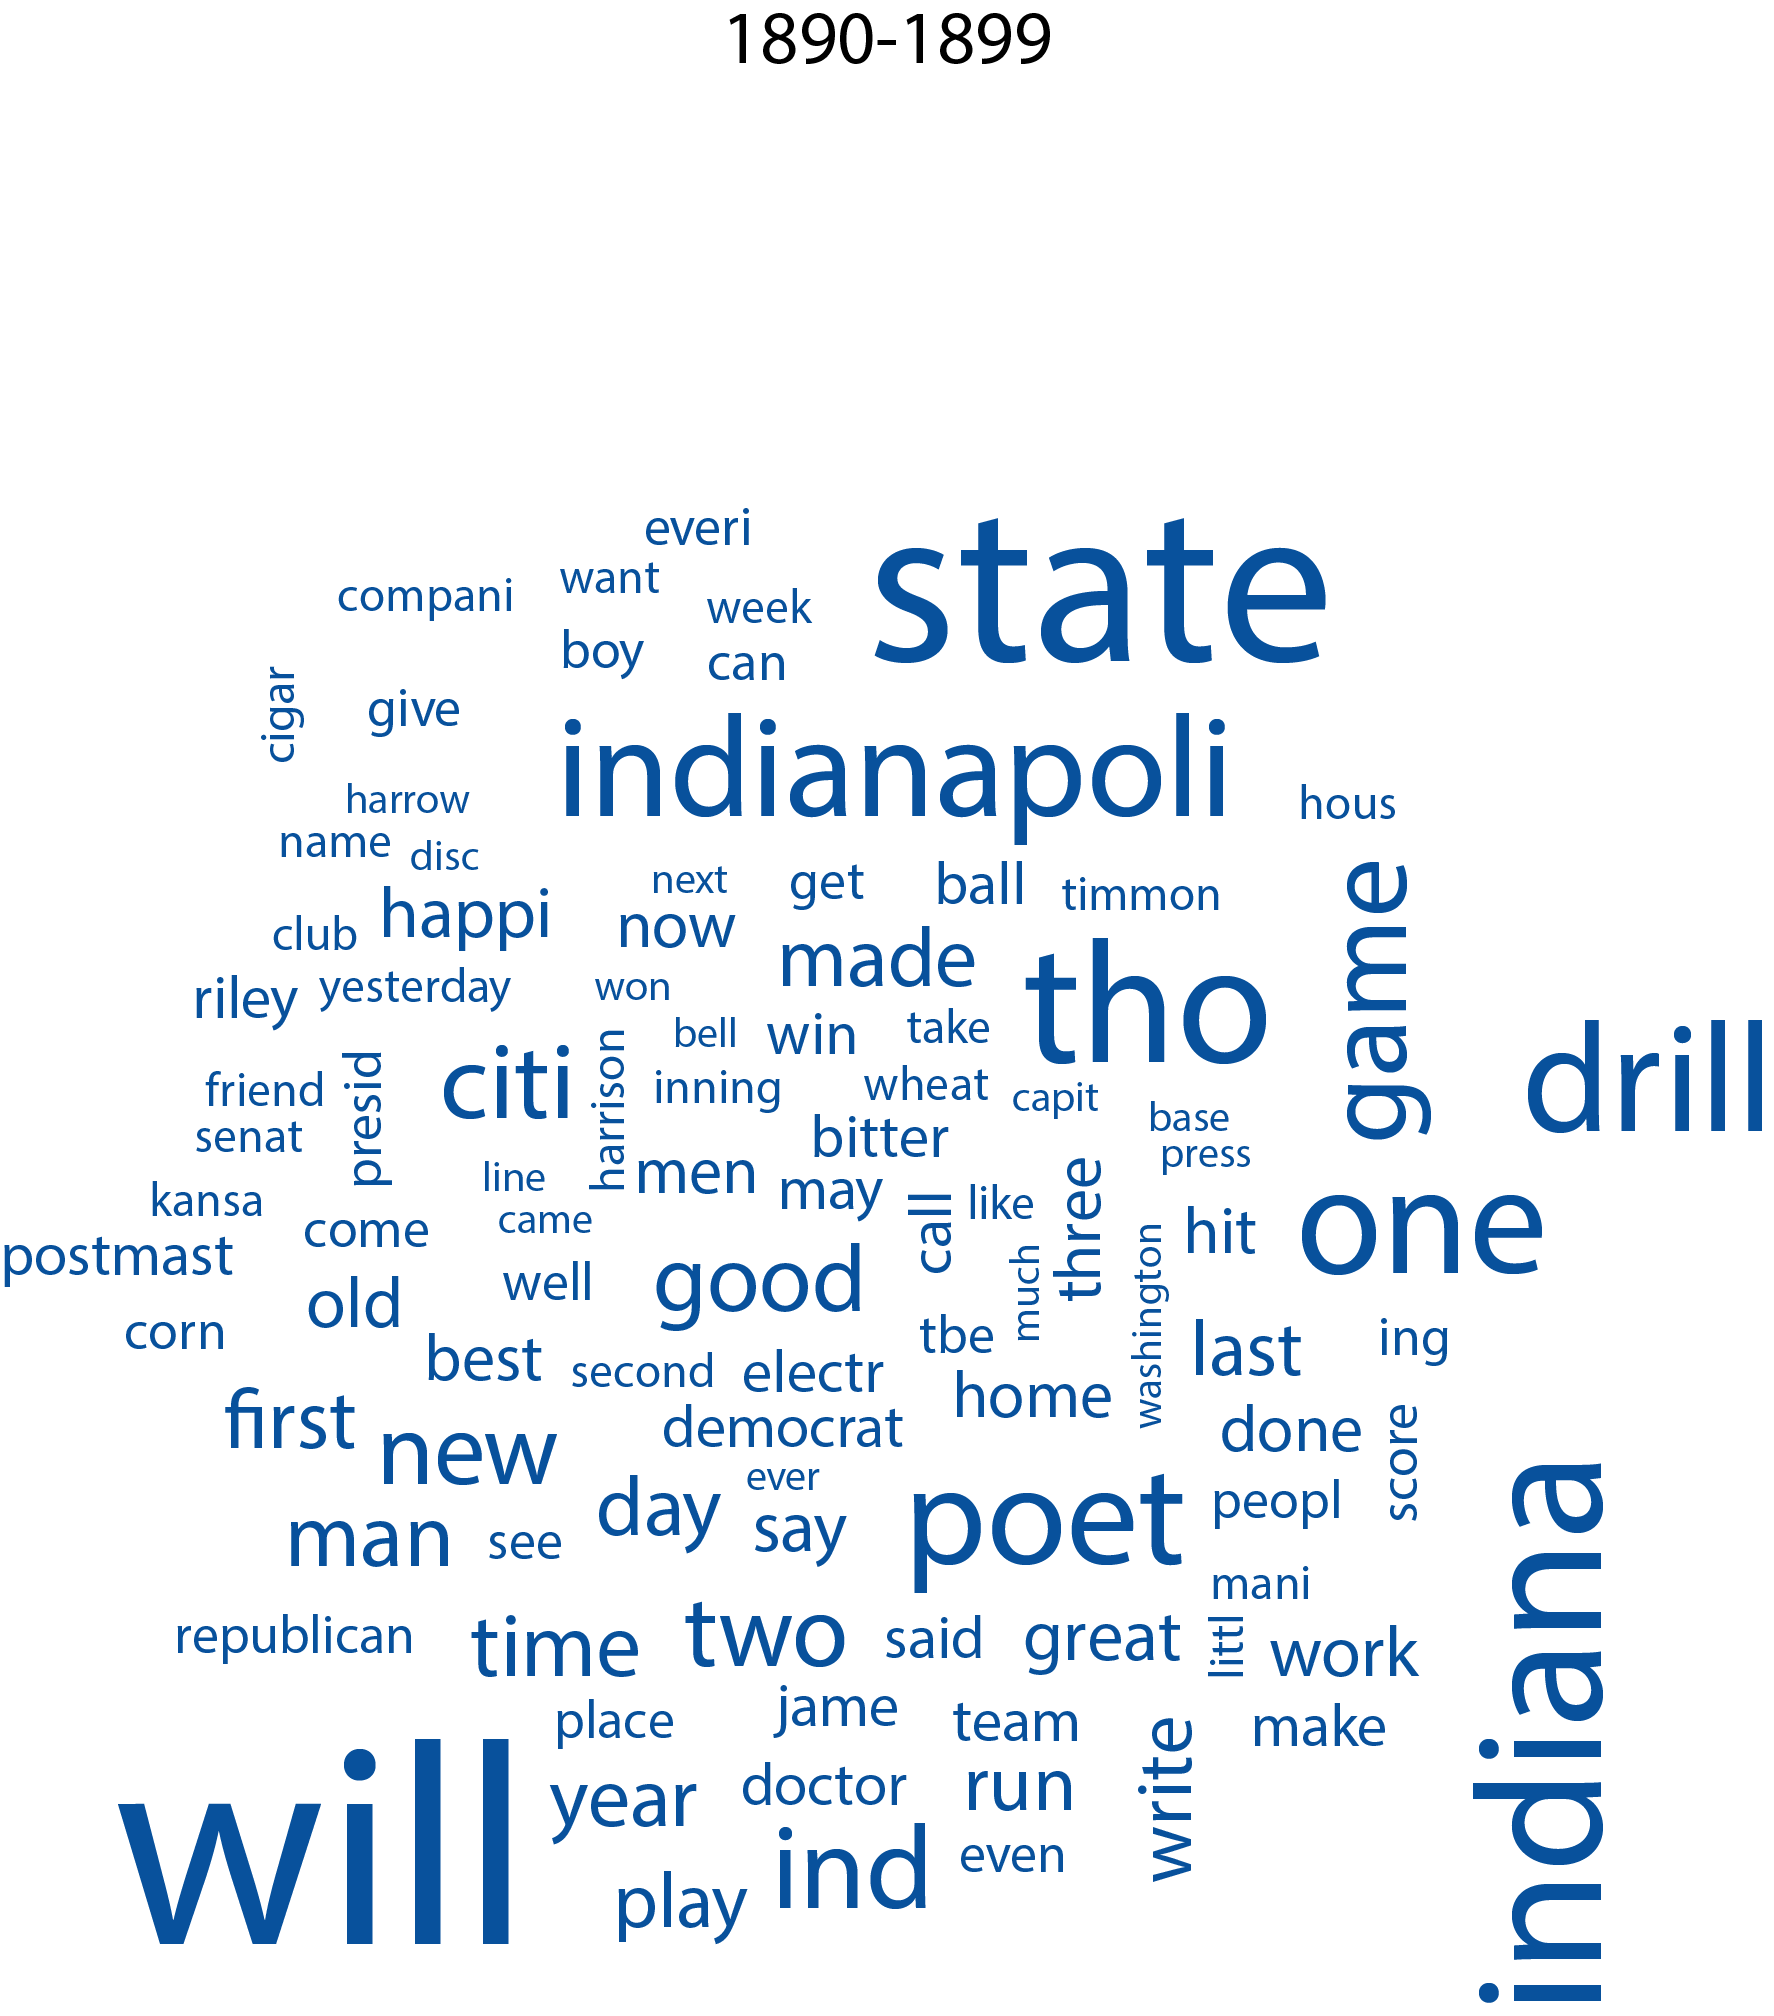 1890-1899
everi
state
want
compani
week
boy
can
cigar
give
indianapoli
harrow
hous
name
disc
next
get
ball
timmon
game
happi
now
club
made
tho
riley
yesterday
won
drill
bell
win
take
citi
harrison
inning
wheat
capit
friend
presid
base
senat
bitter
press
line
men
may
call
like
three
kansa
came
hit
one
come
postmast
well
good
much
washington
old
corn
tbe
last
ing
best
second
electr
home
first
new
democrat
done
score
ever
man
see
day
say
poet
peopl
indiana
mani
republican
time
two
said
great
littl
work
place
jame
team
write
make
will
year
doctor
run
play
ind
even